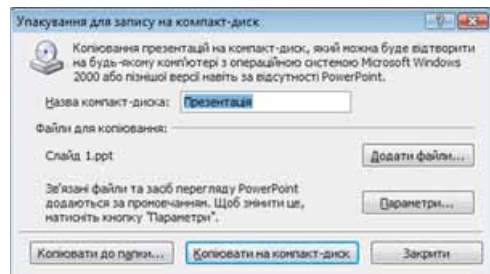 Упакування для запису на компакт-диск
Копіювання презентацій на компакт-диск, який можна буде відтворити
на будь-якому комп'ютері з операційною системою Microsoft Windows
2000 або пізнішої версії навіть за відсутності PowerPoint.
Назва компакт-диска: Презентація
Файли для копіювання:
Слайд 1.ppt
Додати файли...
Зв'язані файли та засіб перегляду PowerPoint
додаються за промовчанням. Щоб змінити це,
натисніть кнопку "Параметри".
Параметри...
Копіювати до папки... Копіювати на компакт-диск Закрити